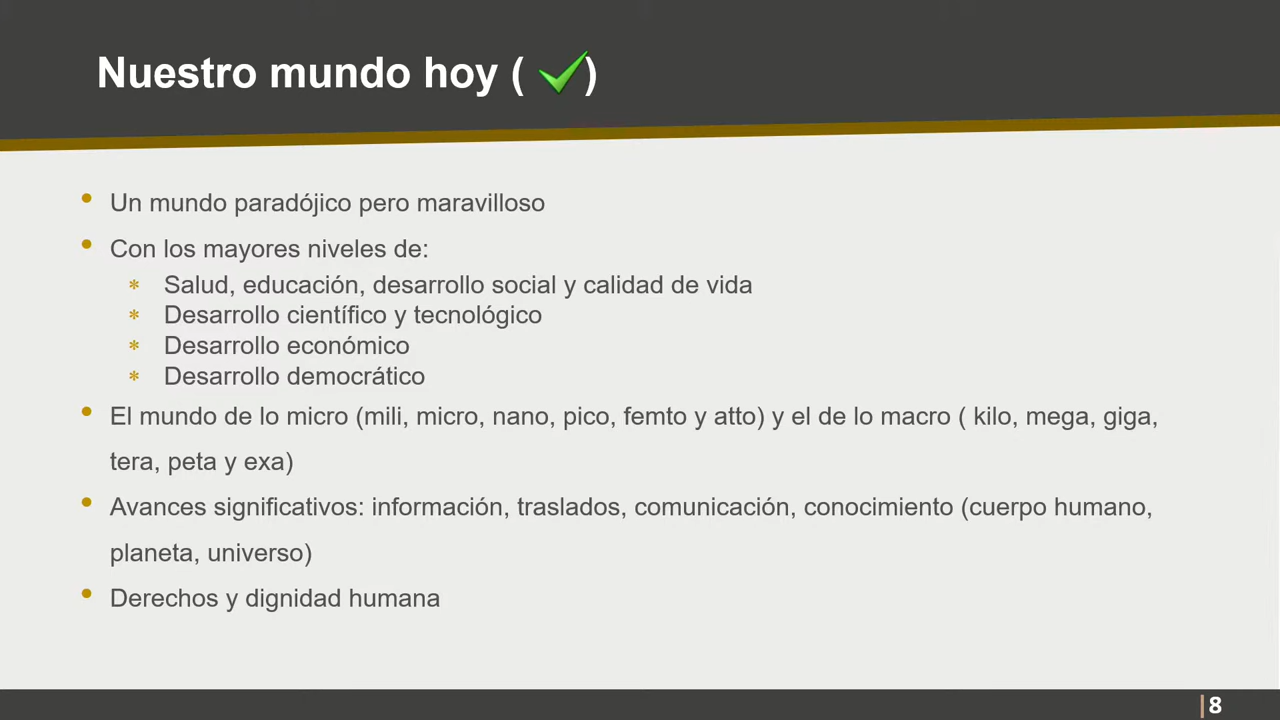 Nuestro mundo hoy ( ✓)
• Un mundo paradójico pero maravilloso
• Con los mayores niveles de:
* Salud, educación, desarrollo social y calidad de vida
* Desarrollo científico y tecnológico
* Desarrollo económico
* Desarrollo democrático
• El mundo de lo micro (mili, micro, nano, pico, femto y atto) y el de lo macro ( kilo, mega, giga,
tera, peta y exa)
• Avances significativos: información, traslados, comunicación, conocimiento (cuerpo humano,
planeta, universo)
• Derechos y dignidad humana
|8